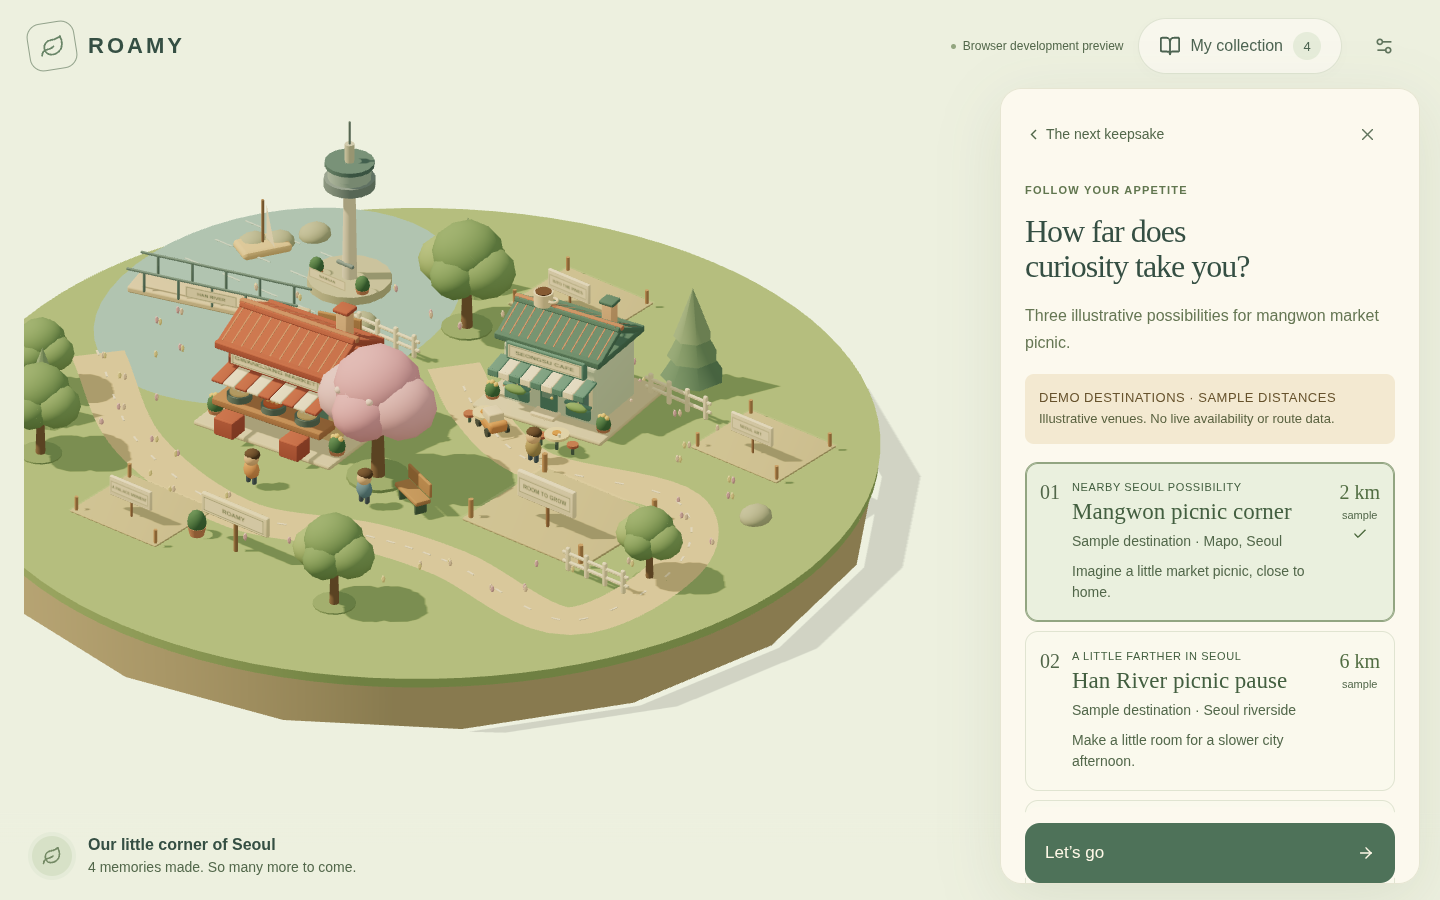 ROAMY
Browser development preview
My collection
4
The next keepsake
FOLLOW YOUR APPETITE
How far does
curiosity take you?
Three illustrative possibilities for mangwon market
picnic.
DEMO DESTINATIONS · SAMPLE DISTANCES
Illustrative venues. No live availability or route data.
01
NEARBY SEOUL POSSIBILITY
2 km
Mangwon picnic corner
sample
Sample destination · Mapo, Seoul
Imagine a little market picnic, close to
home.
02
A LITTLE FARTHER IN SEOUL
6 km
Han River picnic pause
sample
Sample destination · Seoul riverside
Make a little room for a slower city
afternoon.
Let's go
ROOM TO GROW
ROAMY
Our little corner of Seoul
4 memories made. So many more to come.